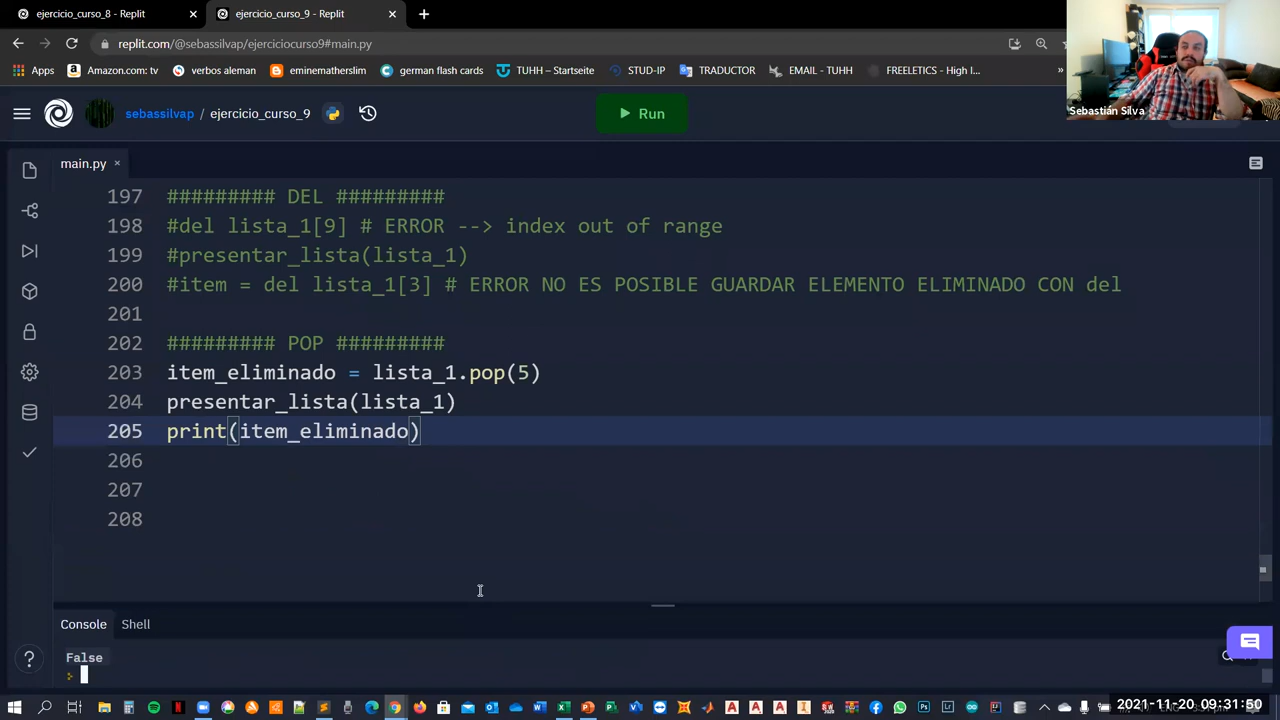 ejercicio_curso_8 - Replit
ejercicio_curso_9 - Replit
replit.com/@sebassilvap/ejerciciocurso9#main.py
Apps
Amazon.com: tv
verbos aleman
eminematherslim
german flashcard
TUHH – Startseite
STUD-IP
TRADUCTOR
EMAIL - TUHH
FREELETICS - High I...
»
Sebastián Silva
sebassilvap / ejercicio_curso_9
Run
main.py
197 ######### DEL #########
198 #del lista_1[9] # ERROR --> index out of range
199 #presentar_lista(lista_1)
200 #item = del lista_1[3] # ERROR NO ES POSIBLE GUARDAR ELEMENTO ELIMINADO CON del
201
202 ######### POP #########
203 item_eliminado = lista_1.pop(5)
204 presentar_lista(lista_1)
205 print(item_eliminado)
206
207
208
Console
Shell
False
2021-11-20 09:31:50